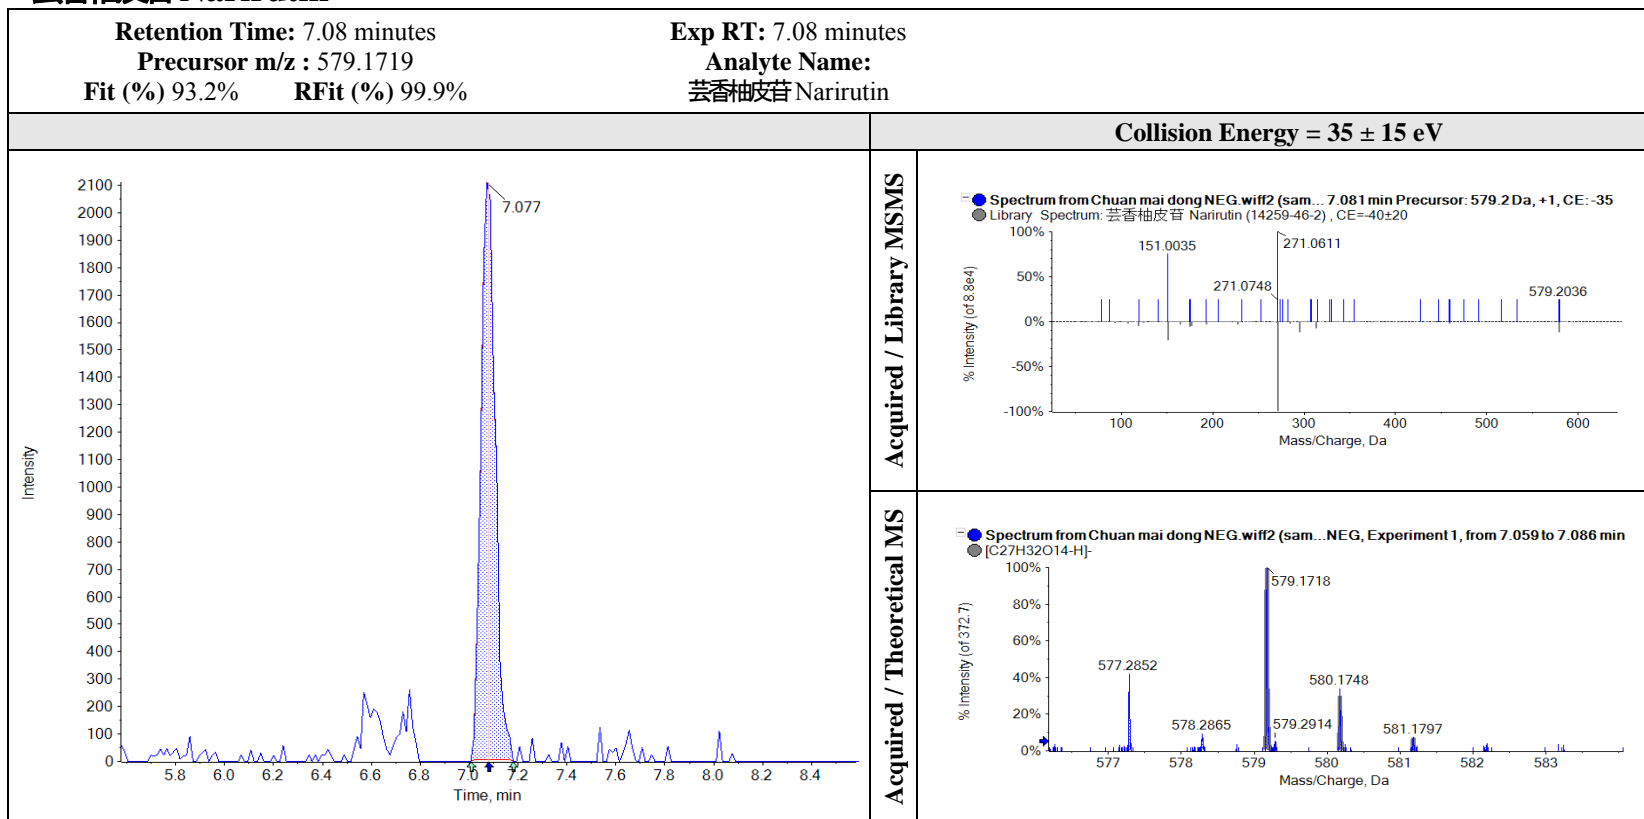 Retention Time: 7.08 minutes
Precursor m/z : 579.1719
Fit (%) 93.2% RFit (%) 99.9%
Exp RT: 7.08 minutes
Analyte Name:
芸香柚皮苷 Narirutin
Collision Energy = 35 ± 15 eV
2100
2000
1900
1800
1700
1600
1500
1400
1300
1200
1100
1000
900
800
700
600
500
400
300
200
100
0
Intensity
7.077
5.8 6.0 6.2 6.4 6.6 6.8 7.0 7.2 7.4 7.6 7.8 8.0 8.2 8.4
Time, min
Acquired / Library MSMS
Spectrum from Chuan mai dong NEG.wiff2 (sam... 7.081 min Precursor: 579.2 Da, +1, CE: -35
Library Spectrum: 芸香柚皮苷 Narirutin (14259-46-2) , CE=-40±20
% Intensity (of 8.8e4)
100%
50%
0%
-50%
-100%
151.0035
271.0611
271.0748
579.2036
100 200 300 400 500 600
Mass/Charge, Da
Acquired / Theoretical MS
Spectrum from Chuan mai dong NEG.wiff2 (sam...NEG, Experiment 1, from 7.059 to 7.086 min
[C27H32O14-H]-
% Intensity (of 372.7)
100%
80%
60%
40%
20%
0%
577.2852
578.2865
579.1718
579.2914
580.1748
581.1797
577 578 579 580 581 582 583
Mass/Charge, Da